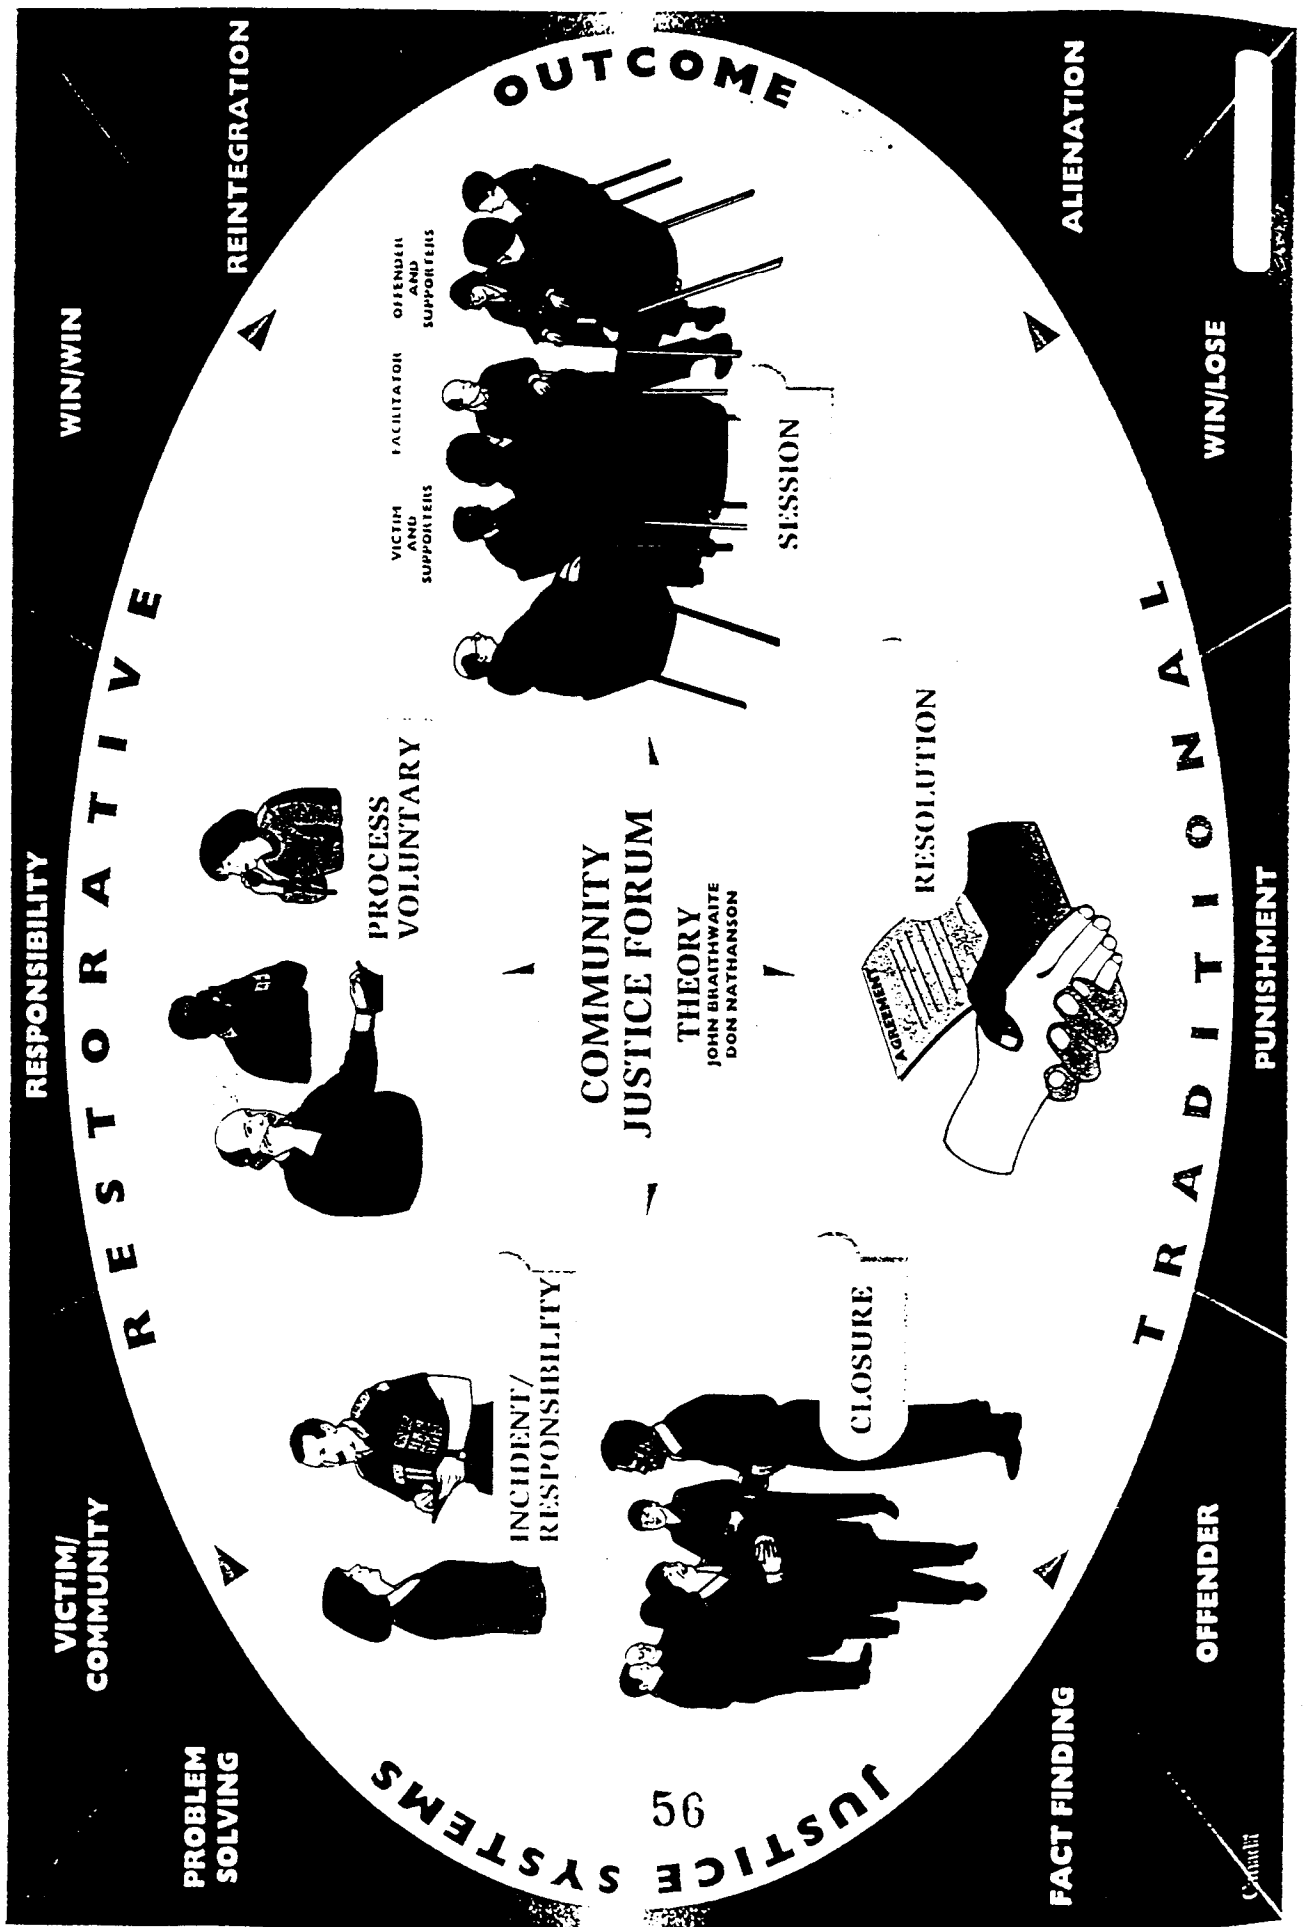 RESTORATIVE
PROBLEM
SOLVING
VICTIM/
COMMUNITY
RESPONSIBILITY
WIN/WIN
REINTEGRATION
JUSTICE SYSTEMS
OUTCOME
INCIDENT/
RESPONSIBILITY
PROCESS
VOLUNTARY
VICTIM
AND
SUPPORTERS
FACILITATOR
OFFENDER
AND
SUPPORTERS
SESSION
COMMUNITY
JUSTICE FORUM
THEORY
JOHN BRAITHWAITE
DON NATHANSON
CLOSURE
AGREEMENT
RESOLUTION
56
TRADITIONAL
FACT FINDING
OFFENDER
PUNISHMENT
WIN/LOSE
ALIENATION
Canada